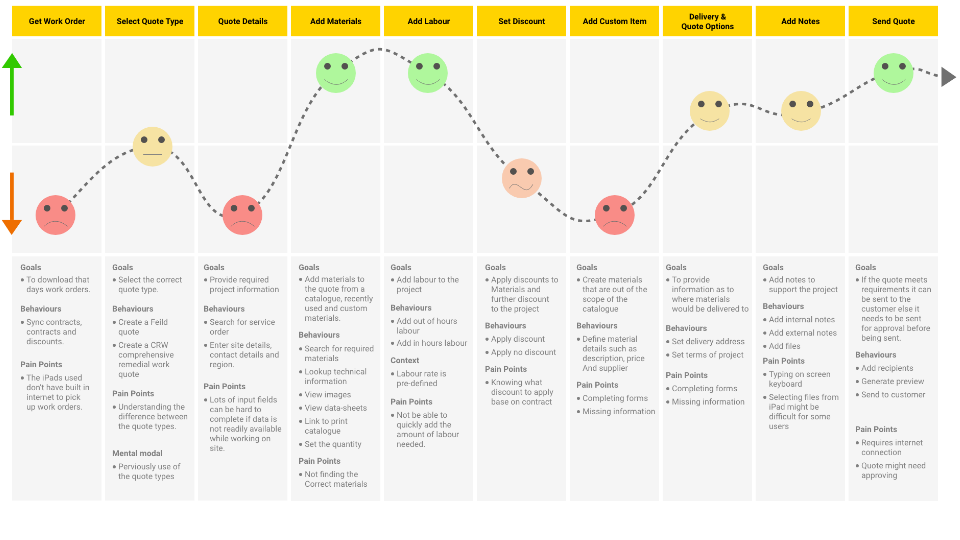 Get Work Order
Select Quote Type
Quote Details
Add Materials
Add Labour
Set Discount
Add Custom Item
Delivery &
Quote Options
Add Notes
Send Quote
Goals
• To download that
days work orders.
Behaviours
• Sync contracts,
contracts and
discounts.
Pain Points
• The iPads used
don't have built in
internet to pick
up work orders.
Goals
• Select the correct
quote type.
Behaviours
• Create a Feild
quote
• Create a CRW
comprehensive
remedial work
quote
Pain Points
• Understanding the
difference between
the quote types.
Mental modal
• Perviously use of
the quote types
Goals
• Provide required
project information
Behaviours
• Search for service
order
• Enter site details,
contact details and
region.
Pain Points
• Lots of input fields
can be hard to
complete if data is
not readily available
while working on
site.
Goals
• Add materials to
the quote from a
catalogue, recently
used and custom
materials.
Behaviours
• Search for required
materials
• Lookup technical
information
• View images
• View data-sheets
• Link to print
catalogue
• Set the quantity
Pain Points
• Not finding the
Correct materials
Goals
• Add labour to the
project
Behaviours
• Add out of hours
labour
• Add in hours labour
Context
• Labour rate is
pre-defined
Pain Points
• Not be able to
quickly add the
amount of labour
needed.
Goals
• Apply discounts to
Materials and
further discount
to the project
Behaviours
• Apply discount
• Apply no discount
Pain Points
• Knowing what
discount to apply
base on contract
Goals
• Create materials
that are out of the
scope of the
catalogue
Behaviours
• Define material
details such as
description, price
And supplier
Pain Points
• Completing forms
• Missing information
Goals
• To provide
information as to
where materials
would be delivered to
Behaviours
• Set delivery address
• Set terms of project
Pain Points
• Completing forms
• Missing information
Goals
• Add notes to
support the project
Behaviours
• Add internal notes
• Add external notes
• Add files
Pain Points
• Typing on screen
keyboard
• Selecting files from
iPad might be
difficult for some
users
Goals
• If the quote meets
requirements it can
be sent to the
customer else it
needs to be sent
for approval before
being sent.
Behaviours
• Add recipients
• Generate preview
• Send to customer
Pain Points
• Requires internet
connection
• Quote might need
approving